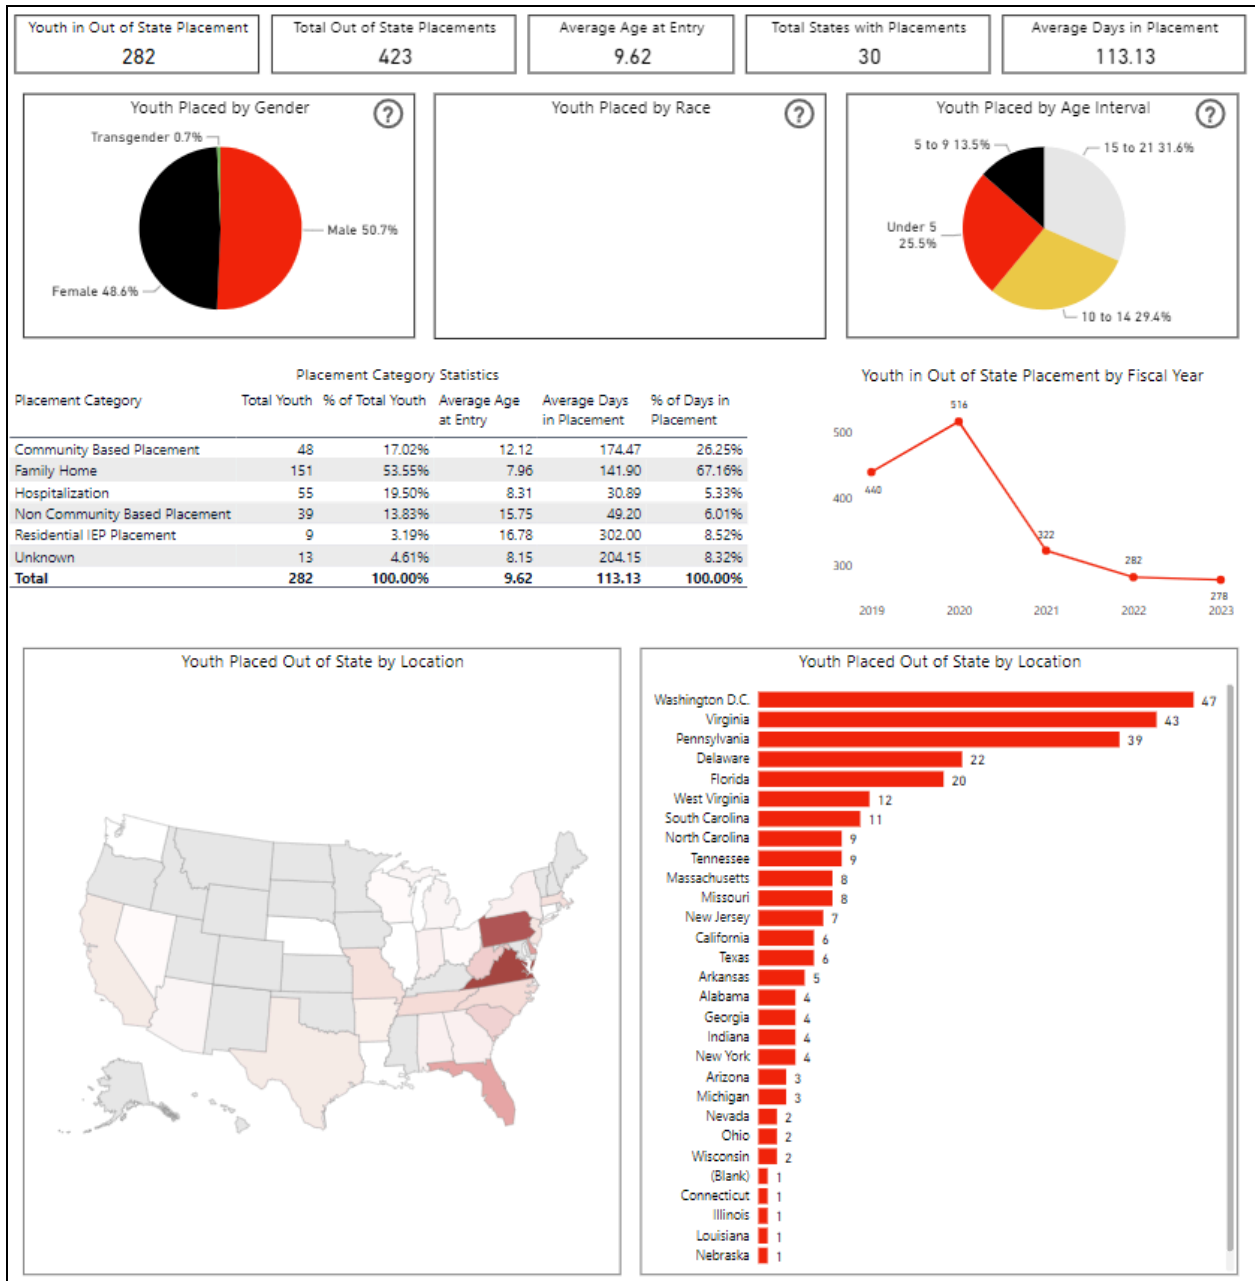 Youth in Out of State Placement
282
Total Out of State Placements
423
Average Age at Entry
9.62
Total States with Placements
30
Average Days in Placement
113.13
Youth Placed by Gender
?
Transgender 0.7%
Male 50.7%
Female 48.6%
Youth Placed by Race
?
Youth Placed by Age Interval
?
5 to 9 13.5%
15 to 21 31.6%
Under 5
25.5%
10 to 14 29.4%
Placement Category Statistics
Placement Category Total Youth % of Total Youth Average Age at Entry Average Days in Placement % of Days in Placement
Community Based Placement 48 17.02% 12.12 174.47 26.25%
Family Home 151 53.55% 7.96 141.90 67.16%
Hospitalization 55 19.50% 8.31 30.89 5.33%
Non Community Based Placement 39 13.83% 15.75 49.20 6.01%
Residential IEP Placement 9 3.19% 16.78 302.00 8.52%
Unknown 13 4.61% 8.15 204.15 8.32%
Total 282 100.00% 9.62 113.13 100.00%
Youth in Out of State Placement by Fiscal Year
516
500
440
400
322
282
300
278
2019 2020 2021 2022 2023
Youth Placed Out of State by Location
Youth Placed Out of State by Location
Washington D.C. 47
Virginia 43
Pennsylvania 39
Delaware 22
Florida 20
West Virginia 12
South Carolina 11
North Carolina 9
Tennessee 9
Massachusetts 8
Missouri 8
New Jersey 7
California 6
Texas 6
Arkansas 5
Alabama 4
Georgia 4
Indiana 4
New York 4
Arizona 3
Michigan 3
Nevada 2
Ohio 2
Wisconsin 2
(Blank) 1
Connecticut 1
Illinois 1
Louisiana 1
Nebraska 1